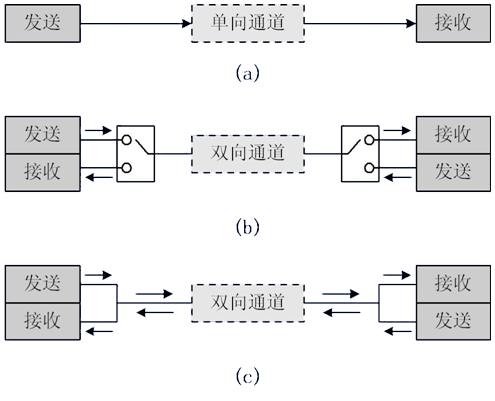 发送 单向通道 接收
(a)
发送 接收
双向通道
接收 发送
(b)
发送 接收
双向通道
接收 发送
(c)